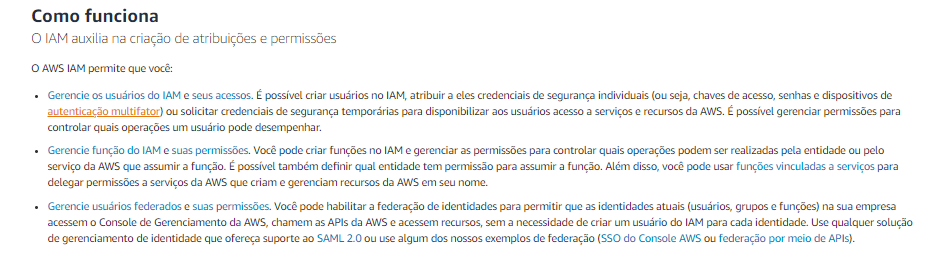 Como funciona
O IAM auxilia na criação de atribuições e permissões
O AWS IAM permite que você:
• Gerencie os usuários do IAM e seus acessos. É possível criar usuários no IAM, atribuir a eles credenciais de segurança individuais (ou seja, chaves de acesso, senhas e dispositivos de
autenticação multifator) ou solicitar credenciais de segurança temporárias para disponibilizar aos usuários acesso a serviços e recursos da AWS. É possível gerenciar permissões para
controlar quais operações um usuário pode desempenhar.
• Gerencie função do IAM e suas permissões. Você pode criar funções no IAM e gerenciar as permissões para controlar quais operações podem ser realizadas pela entidade ou pelo
serviço da AWS que assumir a função. É possível também definir qual entidade tem permissão para assumir a função. Além disso, você pode usar funções vinculadas a serviços para
delegar permissões a serviços da AWS que criam e gerenciam recursos da AWS em seu nome.
• Gerencie usuários federados e suas permissões. Você pode habilitar a federação de identidades para permitir que as identidades atuais (usuários, grupos e funções) na sua empresa
acessem o Console de Gerenciamento da AWS, chamem as APIs da AWS e acessem recursos, sem a necessidade de criar um usuário do IAM para cada identidade. Use qualquer solução
de gerenciamento de identidade que ofereça suporte ao SAML 2.0 ou use algum dos nossos exemplos de federação (SSO do Console AWS ou federação por meio de APIs).